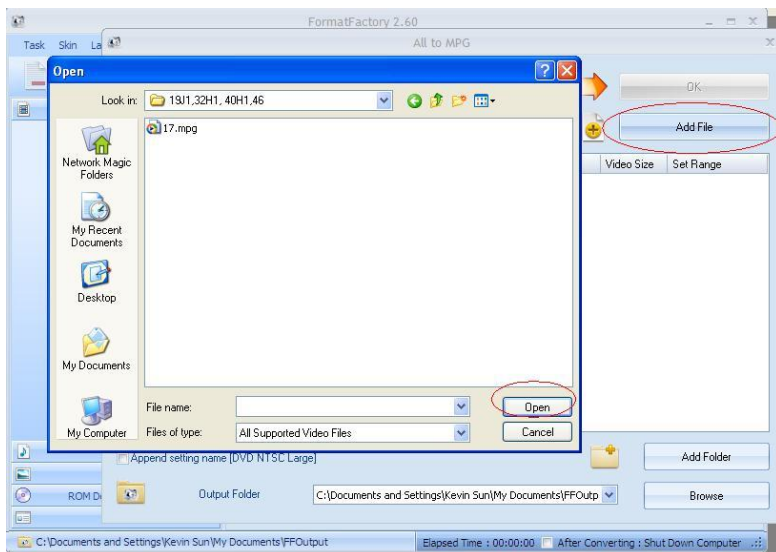 FormatFactory 2.60
Task Skin La
All to MPG
Open
Look in: 19J1,32H1, 40H1,46
17.mpg
Network Magic Folders
My Recent Documents
Desktop
My Documents
My Computer
File name:
Files of type: All Supported Video Files
Open
Cancel
OK
Add File
Video Size Set Range
Append setting name [DVD NTSC Large]
Add Folder
ROM D
Output Folder C:\Documents and Settings\Kevin Sun\My Documents\FFOutp
Browse
C:\Documents and Settings\Kevin Sun\My Documents\FFOutput
Elapsed Time : 00:00:00 After Converting : Shut Down Computer